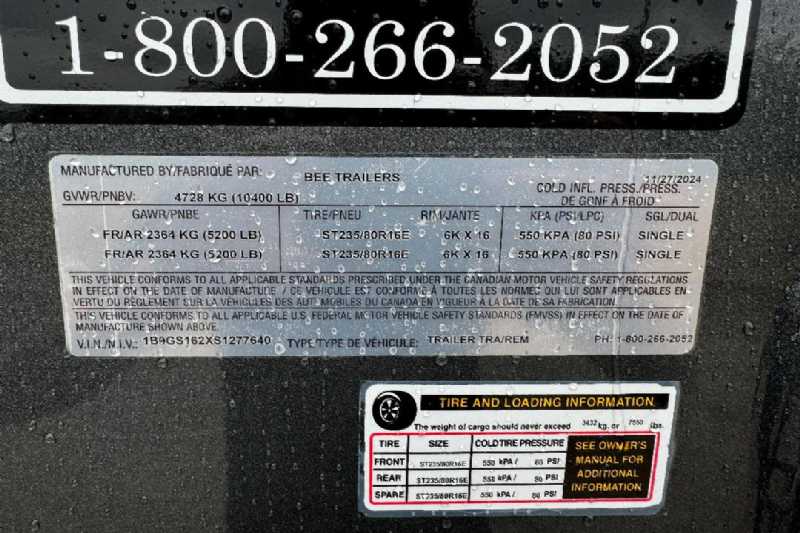 1-800-266-2052
MANUFACTURED BY/FABRIQUÉ PAR: BEE TRAILERS 11/27/2024
GVWR/PNBV: 4728 KG (10400 LB) COLD INFL. PRESS./PRESS. DE GONF À FROID
GAWR/PNBE TIRE/PNEU RIM/JANTE KPA (PSI/LPC) SGL/DUAL
FR/AR 2364 KG (5200 LB) ST235/80R16E 6K X 16 550 KPA (80 PSI) SINGLE
FR/AR 2364 KG (5200 LB) ST235/80R16E 6K X 16 550 KPA (80 PSI) SINGLE
THIS VEHICLE CONFORMS TO ALL APPLICABLE STANDARDS PRESCRIBED UNDER THE CANADIAN MOTOR VEHICLE SAFETY REGULATIONS
IN EFFECT ON THE DATE OF MANUFACTURE / CE VÉHICULE EST CONFORME À TOUTES LES NORMES QUI LUI SONT APPLICABLES EN
VERTU DU RÈGLEMENT SUR LA VÉHICULES DES AUTOMOBILES DU CANADA EN VIGUEUR À LA DATE DE SA FABRICATION.
THIS VEHICLE CONFORMS TO ALL APPLICABLE U.S. FEDERAL MOTOR VEHICLE SAFETY STANDARDS (FMVSS) IN EFFECT ON THE DATE OF
MANUFACTURE SHOWN ABOVE.
V.I.N./N.I.V.: 1B9GS162XS1277640 TYPE/TYPE DE VÉHICULE: TRAILER TRA/REM PH: 1-800-266-2052
TIRE AND LOADING INFORMATION
The weight of cargo should never exceed 3432 kg. or 7550 lbs.
TIRE SIZE COLD TIRE PRESSURE
FRONT ST235/80R16E 550 KPA / 80 PSI
REAR ST235/80R16E 550 KPA / 80 PSI
SPARE ST235/80R16E 550 KPA / 80 PSI
SEE OWNER'S
MANUAL FOR
ADDITIONAL
INFORMATION